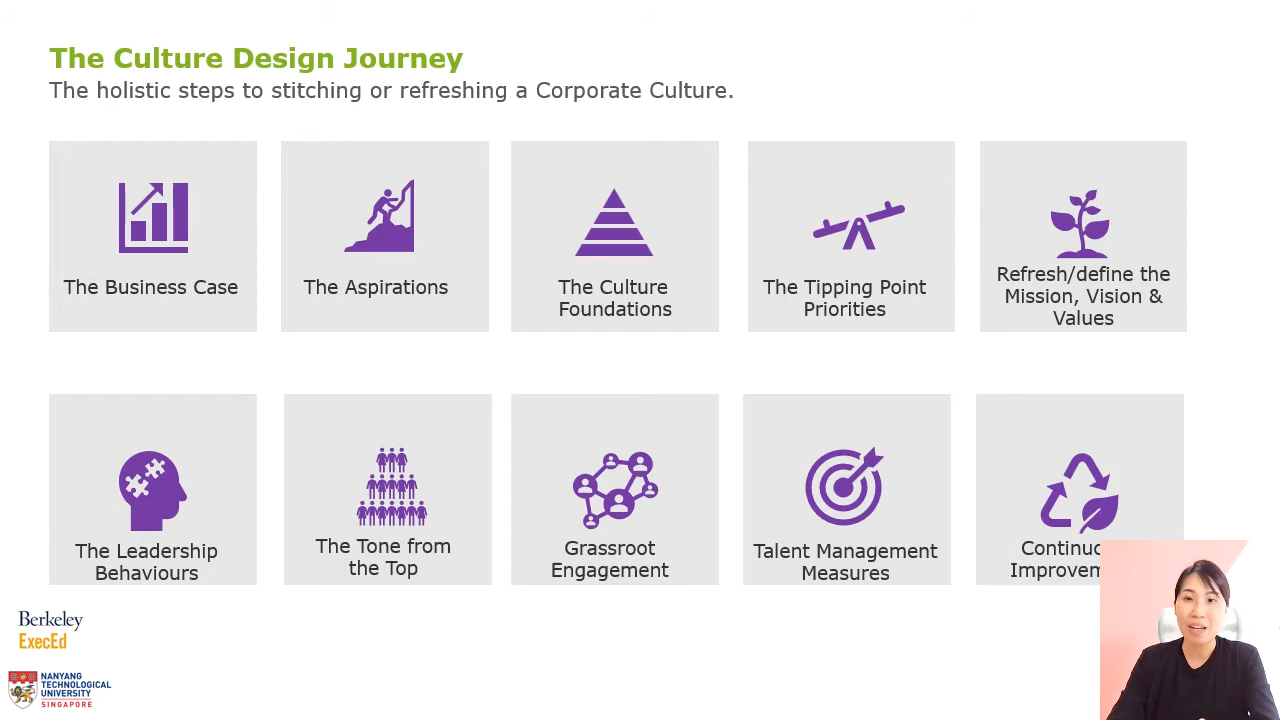 The Culture Design Journey
The holistic steps to stitching or refreshing a Corporate Culture.
The Business Case
The Aspirations
The Culture
Foundations
The Tipping Point
Priorities
Refresh/define the
Mission, Vision &
Values
The Leadership
Behaviours
The Tone from
the Top
Grassroot
Engagement
Talent Management
Measures
Berkeley
ExecEd
NANYANG
TECHNOLOGICAL
UNIVERSITY
SINGAPORE